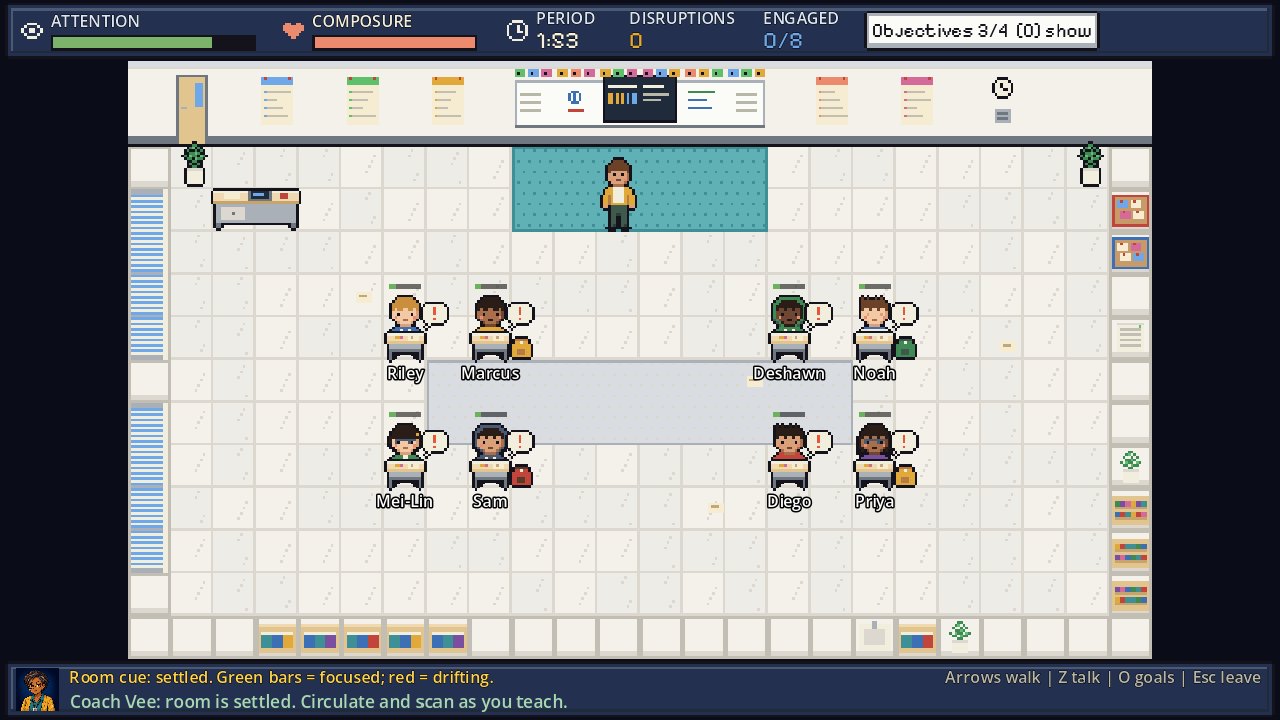 ATTENTION
COMPOSURE
PERIOD
1:53
DISRUPTIONS
0
ENGAGED
0/8
Objectives 3/4 (O) show
Riley
Marcus
Deshawn
Noah
Mei-Lin
Sam
Diego
Priya
Room cue: settled. Green bars = focused; red = drifting.
Arrows walk | Z talk | O goals | Esc leave
Coach Vee: room is settled. Circulate and scan as you teach.